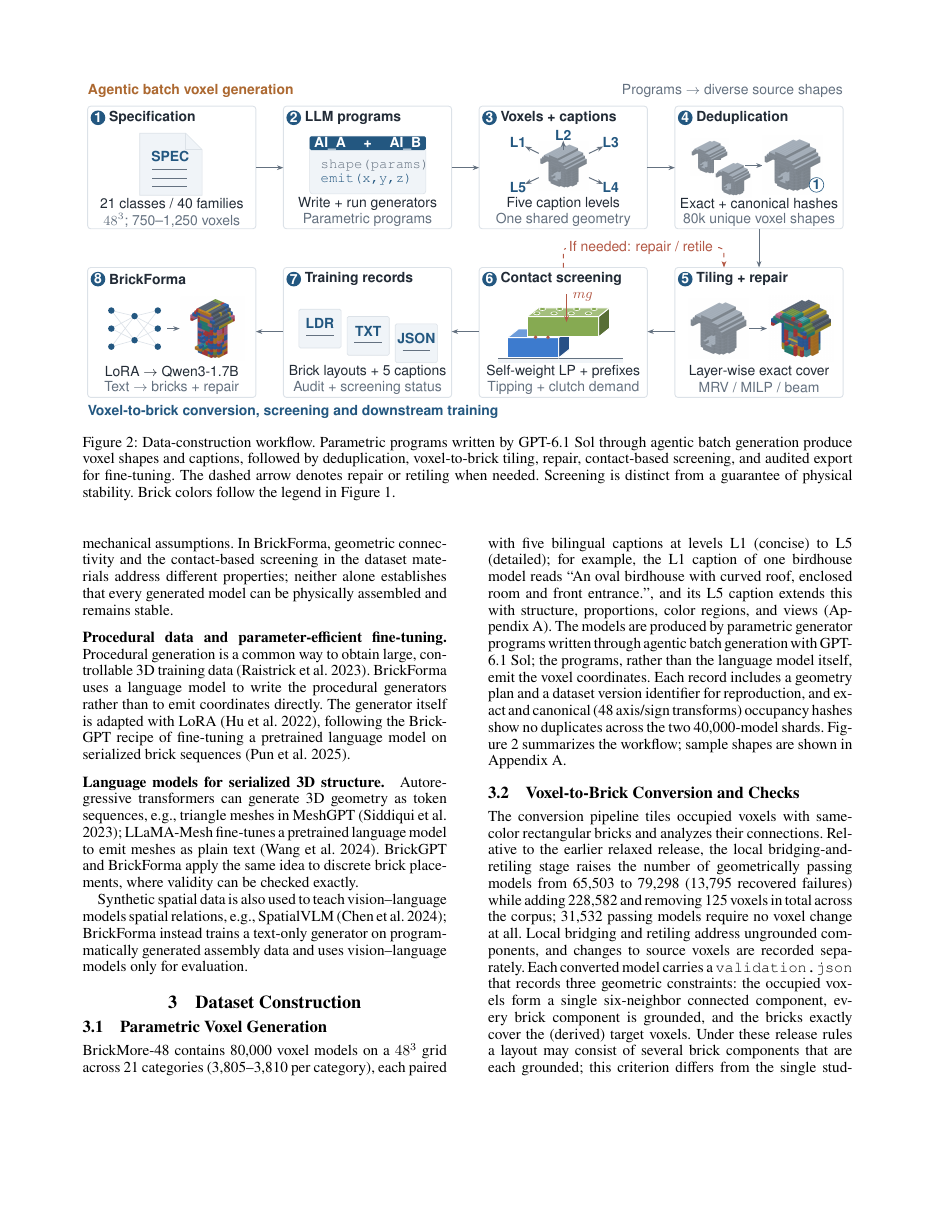 Agentic batch voxel generation
Programs → diverse source shapes
1 Specification
SPEC
21 classes / 40 families
48³; 750–1,250 voxels
2 LLM programs
AI_A + AI_B
shape(params)
emit(x,y,z)
Write + run generators
Parametric programs
3 Voxels + captions
L1 L2 L3
L5 L4
Five caption levels
One shared geometry
4 Deduplication
1
Exact + canonical hashes
80k unique voxel shapes
If needed: repair / retile
8 BrickForma
LoRA → Qwen3-1.7B
Text → bricks + repair
7 Training records
LDR
TXT
JSON
Brick layouts + 5 captions
Audit + screening status
6 Contact screening
mg
Self-weight LP + prefixes
Tipping + clutch demand
5 Tiling + repair
Layer-wise exact cover
MRV / MILP / beam
Voxel-to-brick conversion, screening and downstream training
Figure 2: Data-construction workflow. Parametric programs written by GPT-6.1 Sol through agentic batch generation produce
voxel shapes and captions, followed by deduplication, voxel-to-brick tiling, repair, contact-based screening, and audited export
for fine-tuning. The dashed arrow denotes repair or retiling when needed. Screening is distinct from a guarantee of physical
stability. Brick colors follow the legend in Figure 1.
mechanical assumptions. In BrickForma, geometric connec-
tivity and the contact-based screening in the dataset mate-
rials address different properties; neither alone establishes
that every generated model can be physically assembled and
remains stable.
Procedural data and parameter-efficient fine-tuning.
Procedural generation is a common way to obtain large, con-
trollable 3D training data (Raistrick et al. 2023). BrickForma
uses a language model to write the procedural generators
rather than to emit coordinates directly. The generator itself
is adapted with LoRA (Hu et al. 2022), following the Brick-
GPT recipe of fine-tuning a pretrained language model on
serialized brick sequences (Pun et al. 2025).
Language models for serialized 3D structure. Autore-
gressive transformers can generate 3D geometry as token
sequences, e.g., triangle meshes in MeshGPT (Siddiqui et al.
2023); LLaMA-Mesh fine-tunes a pretrained language model
to emit meshes as plain text (Wang et al. 2024). BrickGPT
and BrickForma apply the same idea to discrete brick place-
ments, where validity can be checked exactly.
Synthetic spatial data is also used to teach vision–language
models spatial relations, e.g., SpatialVLM (Chen et al. 2024);
BrickForma instead trains a text-only generator on program-
matically generated assembly data and uses vision–language
models only for evaluation.
3 Dataset Construction
3.1 Parametric Voxel Generation
BrickMore-48 contains 80,000 voxel models on a 48³ grid
across 21 categories (3,805–3,810 per category), each paired
with five bilingual captions at levels L1 (concise) to L5
(detailed); for example, the L1 caption of one birdhouse
model reads “An oval birdhouse with curved roof, enclosed
room and front entrance.”, and its L5 caption extends this
with structure, proportions, color regions, and views (Ap-
pendix A). The models are produced by parametric generator
programs written through agentic batch generation with GPT-
6.1 Sol; the programs, rather than the language model itself,
emit the voxel coordinates. Each record includes a geometry
plan and a dataset version identifier for reproduction, and ex-
act and canonical (48 axis/sign transforms) occupancy hashes
show no duplicates across the two 40,000-model shards. Fig-
ure 2 summarizes the workflow; sample shapes are shown in
Appendix A.
3.2 Voxel-to-Brick Conversion and Checks
The conversion pipeline tiles occupied voxels with same-
color rectangular bricks and analyzes their connections. Rel-
ative to the earlier relaxed release, the local bridging-and-
retiling stage raises the number of geometrically passing
models from 65,503 to 79,298 (13,795 recovered failures)
while adding 228,582 and removing 125 voxels in total across
the corpus; 31,532 passing models require no voxel change
at all. Local bridging and retiling address ungrounded com-
ponents, and changes to source voxels are recorded sepa-
rately. Each converted model carries a validation.json
that records three geometric constraints: the occupied vox-
els form a single six-neighbor connected component, ev-
ery brick component is grounded, and the bricks exactly
cover the (derived) target voxels. Under these release rules
a layout may consist of several brick components that are
each grounded; this criterion differs from the single stud-